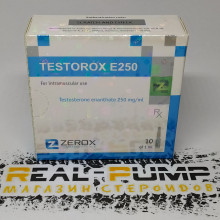 TESTOROX E250
for intramuscular use
Testosterone enanthate 250 mg/ml
Rx
Z ZEROX
10
REAL-PUMP
МАГАЗИН СТЕРОИДОВ